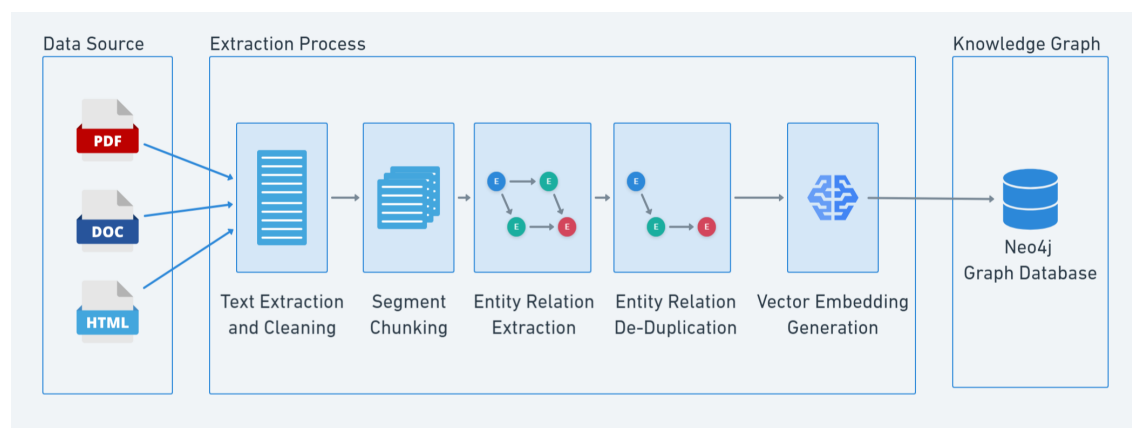 Data Source
Extraction Process
Knowledge Graph
PDF
DOC
HTML
E
E
E
E
E
E
E
Text Extraction
and Cleaning
Segment
Chunking
Entity Relation
Extraction
Entity Relation
De-Duplication
Vector Embedding
Generation
Neo4j
Graph Database